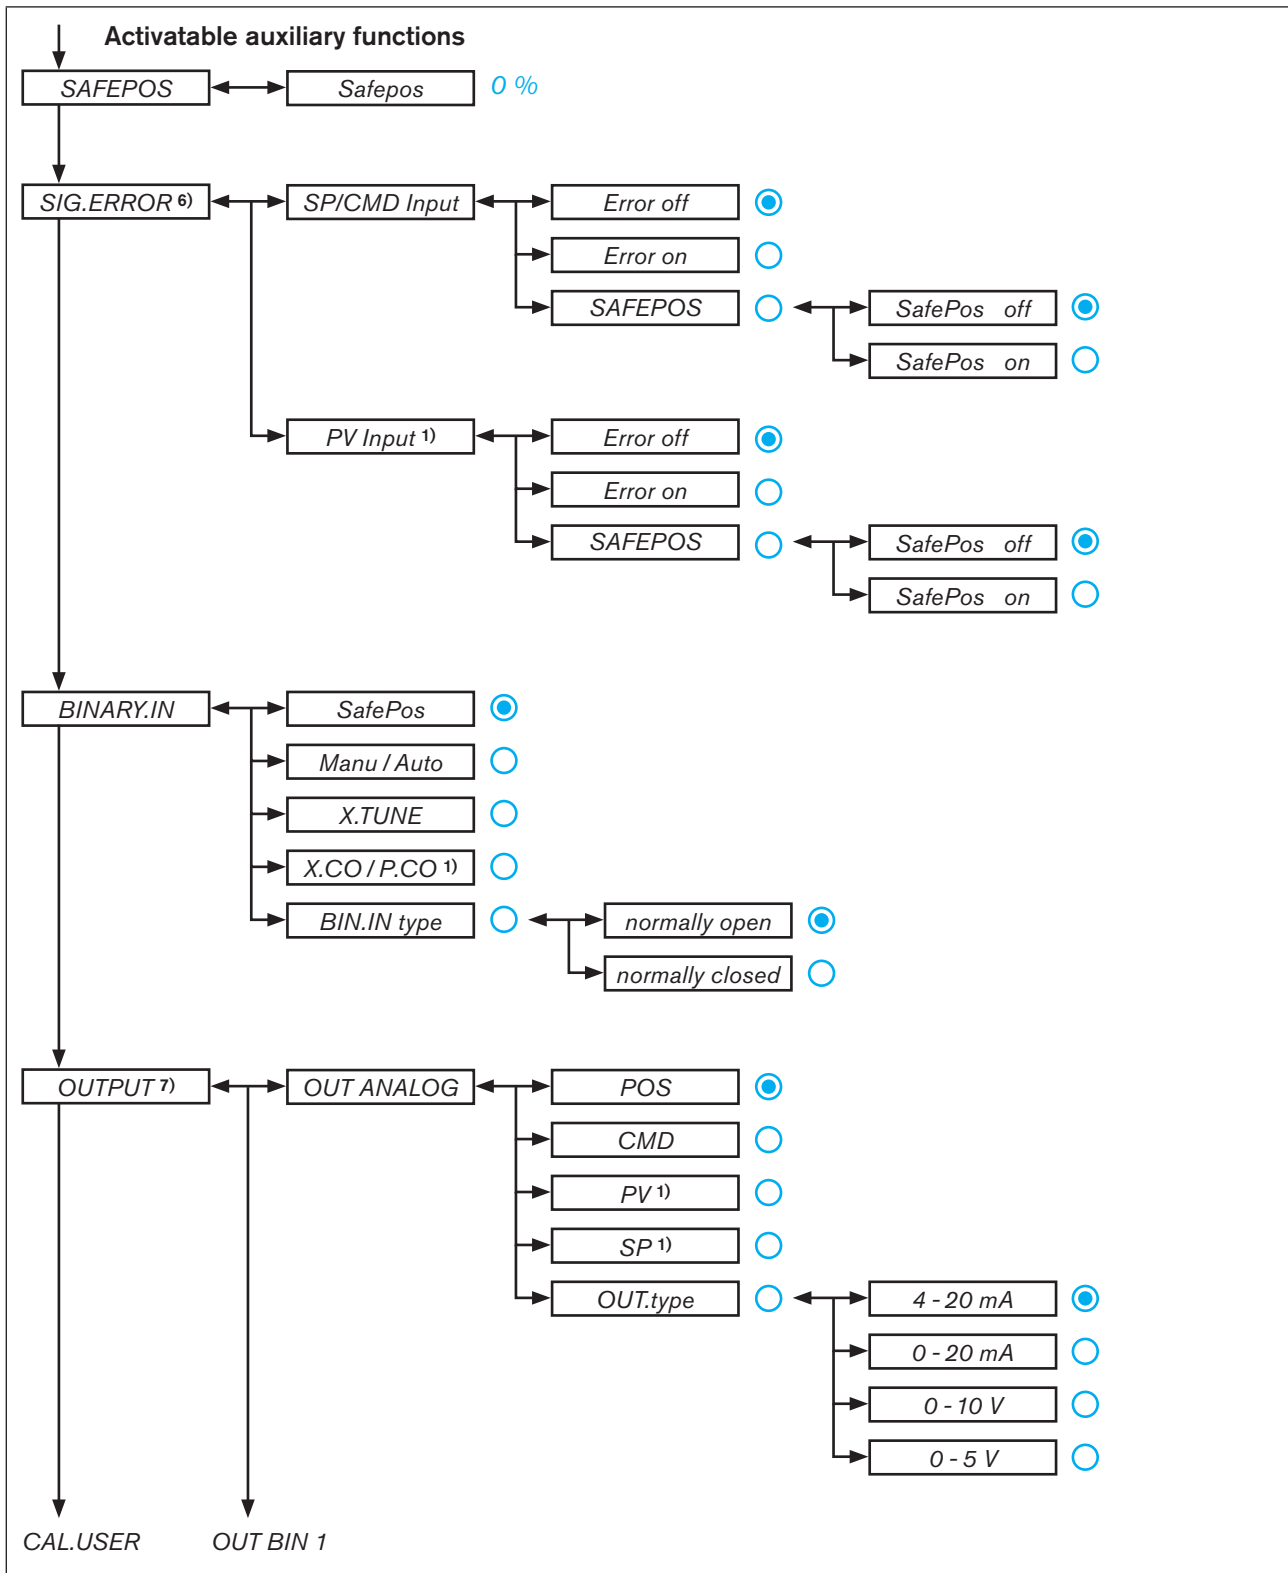 Activatable auxiliary functions
SAFEPOS
Safepos
0 %
SIG.ERROR 6)
SP/CMD Input
Error off
Error on
SAFEPOS
SafePos off
SafePos on
PV Input 1)
Error off
Error on
SAFEPOS
SafePos off
SafePos on
BINARY.IN
SafePos
Manu / Auto
X.TUNE
X.CO / P.CO 1)
BIN.IN type
normally open
normally closed
OUTPUT 7)
OUT ANALOG
POS
CMD
PV 1)
SP 1)
OUT.type
4 - 20 mA
0 - 20 mA
0 - 10 V
0 - 5 V
CAL.USER
OUT BIN 1